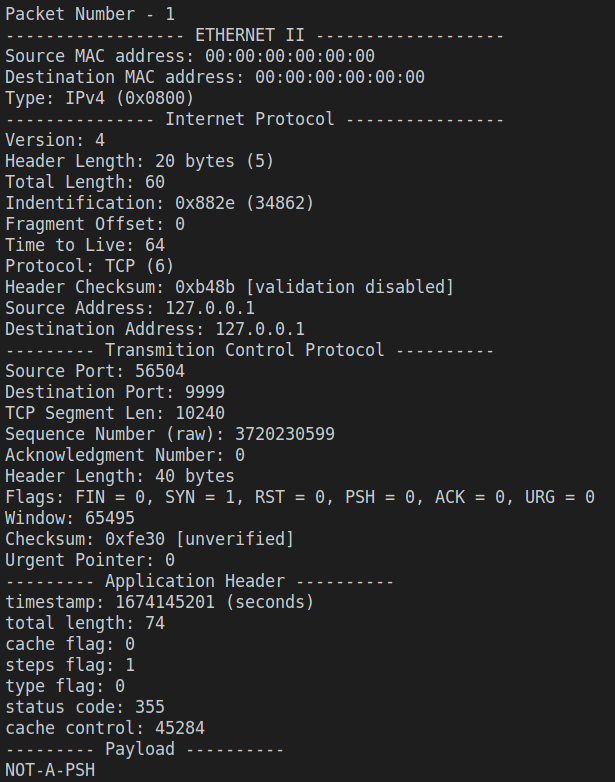 Packet Number - 1
------------------ ETHERNET II -------------------
Source MAC address: 00:00:00:00:00:00
Destination MAC address: 00:00:00:00:00:00
Type: IPv4 (0x0800)
--------------- Internet Protocol ----------------
Version: 4
Header Length: 20 bytes (5)
Total Length: 60
Indentification: 0x882e (34862)
Fragment Offset: 0
Time to Live: 64
Protocol: TCP (6)
Header Checksum: 0xb48b [validation disabled]
Source Address: 127.0.0.1
Destination Address: 127.0.0.1
--------- Transmition Control Protocol ----------
Source Port: 56504
Destination Port: 9999
TCP Segment Len: 10240
Sequence Number (raw): 3720230599
Acknowledgment Number: 0
Header Length: 40 bytes
Flags: FIN = 0, SYN = 1, RST = 0, PSH = 0, ACK = 0, URG = 0
Window: 65495
Checksum: 0xfe30 [unverified]
Urgent Pointer: 0
--------- Application Header ----------
timestamp: 1674145201 (seconds)
total length: 74
cache flag: 0
steps flag: 1
type flag: 0
status code: 355
cache control: 45284
--------- Payload ----------
NOT-A-PSH